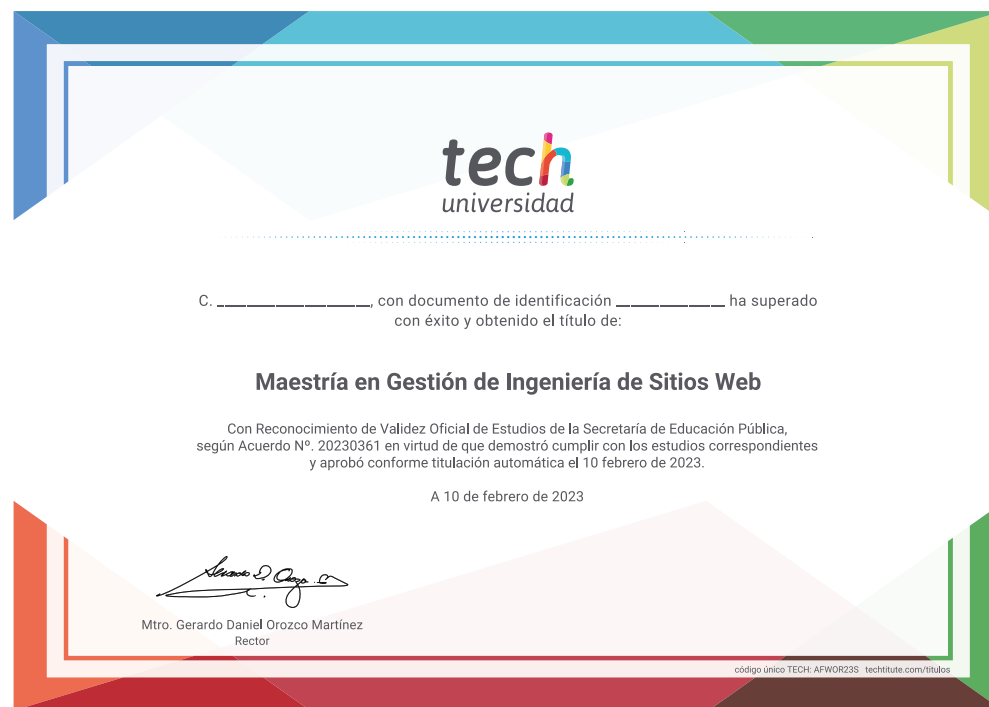 tech
universidad
C. ____________________, con documento de identificación ______________ ha superado
con éxito y obtenido el título de:
Maestría en Gestión de Ingeniería de Sitios Web
Con Reconocimiento de Validez Oficial de Estudios de la Secretaría de Educación Pública,
según Acuerdo Nº. 20230361 en virtud de que demostró cumplir con los estudios correspondientes
y aprobó conforme titulación automática el 10 febrero de 2023.
A 10 de febrero de 2023
Mtro. Gerardo Daniel Orozco Martínez
Rector
código único TECH: AFWOR23S techtitute.com/titulos